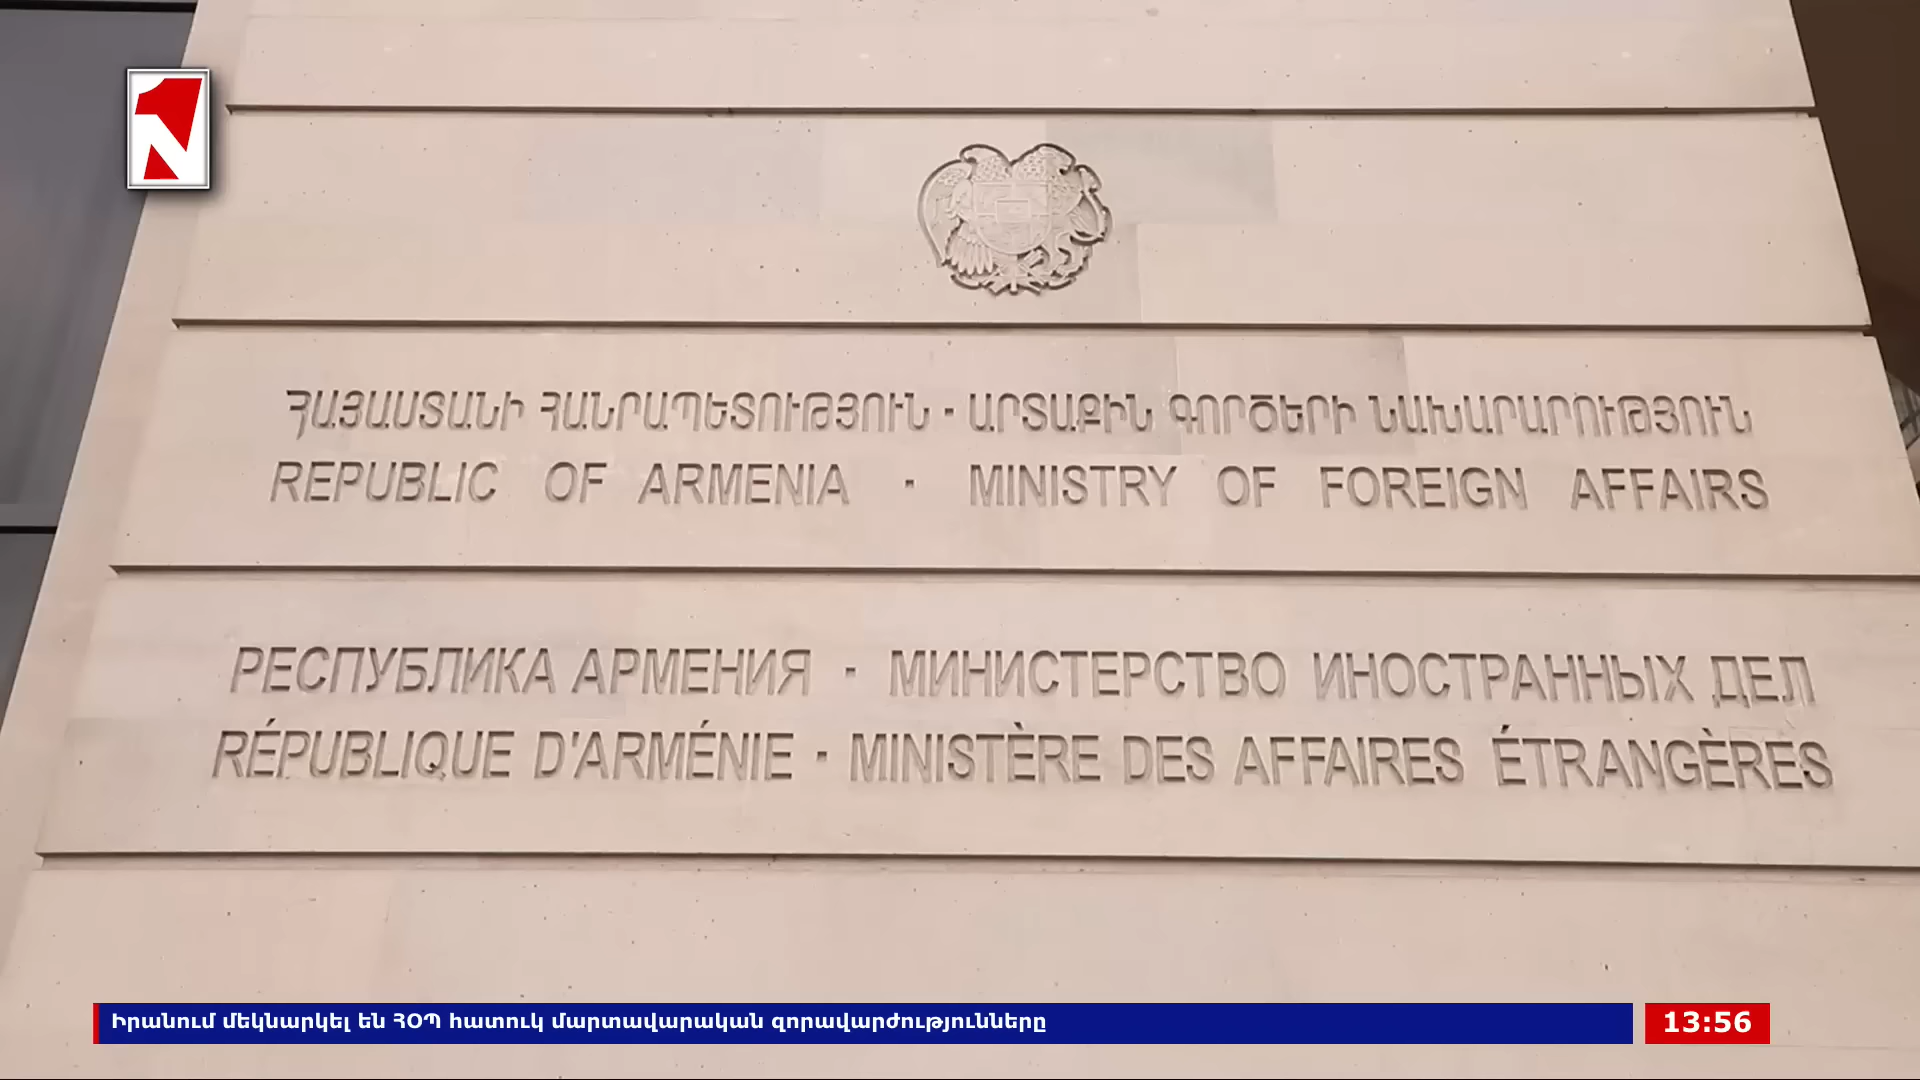 1N
ՀԱՅԱՍՏԱՆԻ ՀԱՆՐԱՊԵՏՈՒԹՅՈՒՆ · ԱՐՏԱՔԻՆ ԳՈՐԾԵՐԻ ՆԱԽԱՐԱՐՈՒԹՅՈՒՆ
REPUBLIC OF ARMENIA · MINISTRY OF FOREIGN AFFAIRS
РЕСПУБЛИКА АРМЕНИЯ · МИНИСТЕРСТВО ИНОСТРАННЫХ ДЕЛ
RÉPUBLIQUE D'ARMÉNIE · MINISTÈRE DES AFFAIRES ÉTRANGÈRES
Իրանում մեկնարկել են ՀՕՊ հատուկ մարտավարական զորավարժությունները
13:56